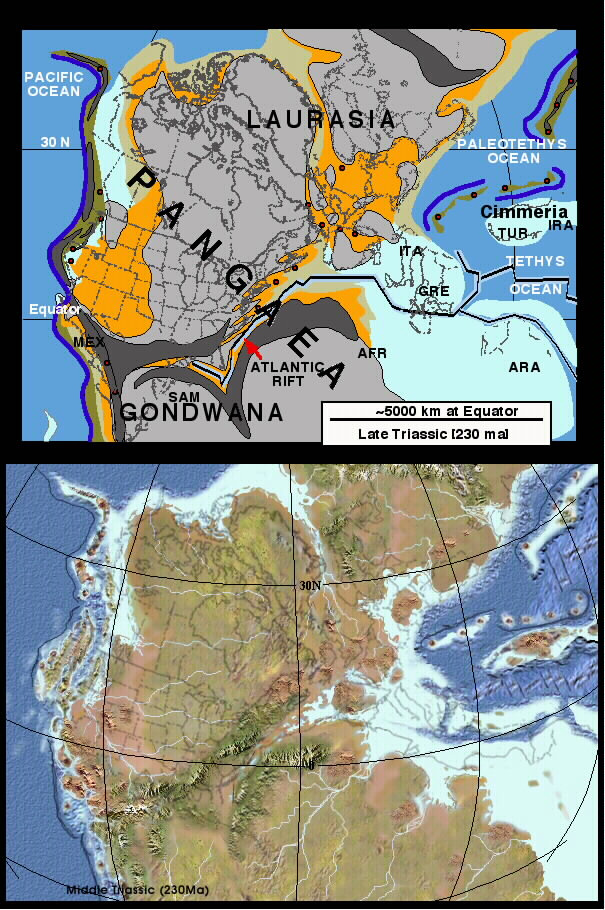 PACIFIC
OCEAN
LAURASIA
30 N
PALEOTETHYS
OCEAN
PANGAEA
Cimmeria
TUR
IRA
ITA
TETHYS
GRE
OCEAN
Equator
MEX
AFR
ATLANTIC
RIFT
ARA
SAM
GONDWANA
~5000 km at Equator
Late Triassic [230 ma]
30N
Middle Triassic (230Ma)